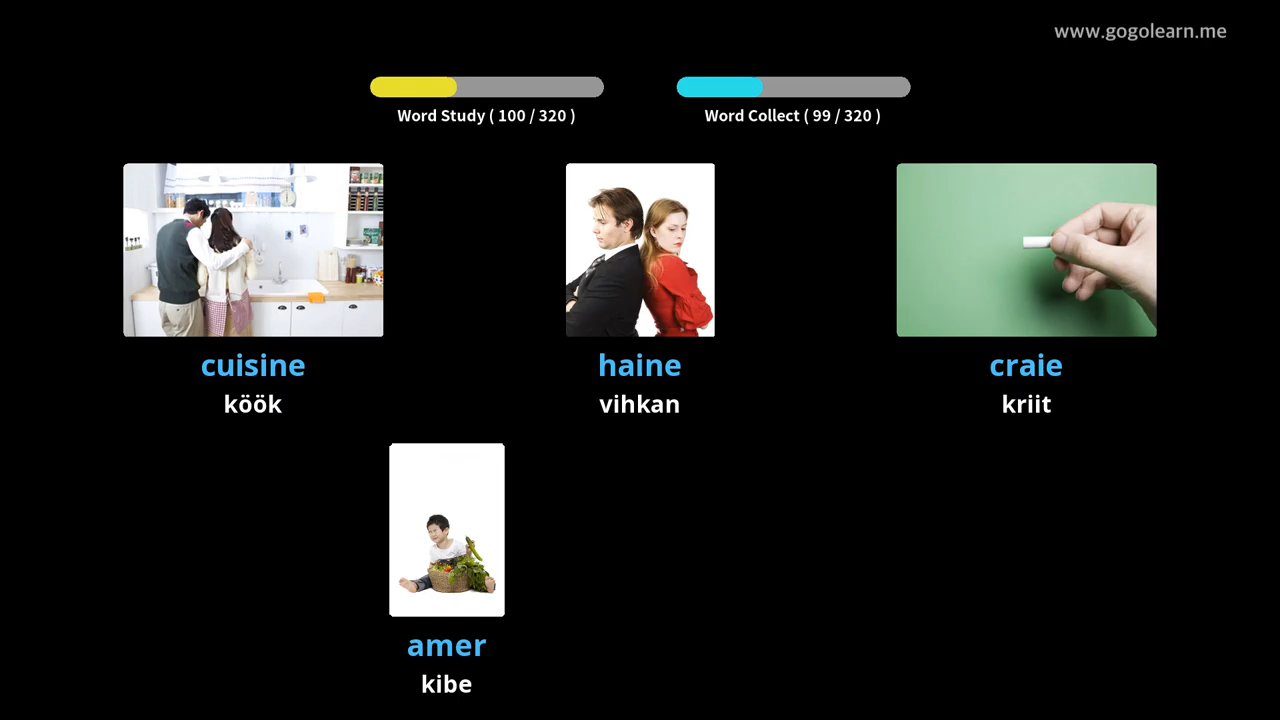 www.gogolearn.me
Word Study ( 100 / 320 )
Word Collect ( 99 / 320 )
cuisine
köök
haine
vihkan
craie
kriit
amer
kibe